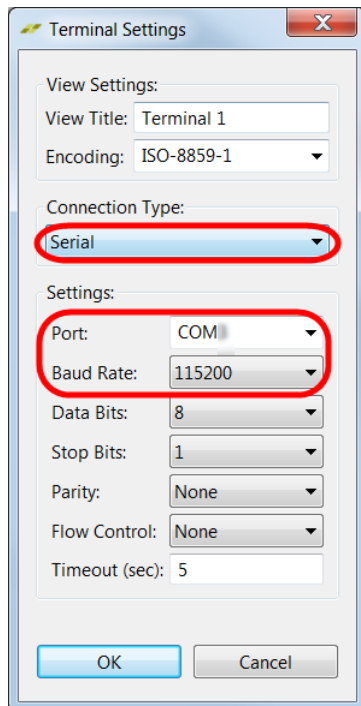 Terminal Settings
View Settings:
View Title: Terminal 1
Encoding: ISO-8859-1
Connection Type:
Serial
Settings:
Port: COM
Baud Rate: 115200
Data Bits: 8
Stop Bits: 1
Parity: None
Flow Control: None
Timeout (sec): 5
OK Cancel